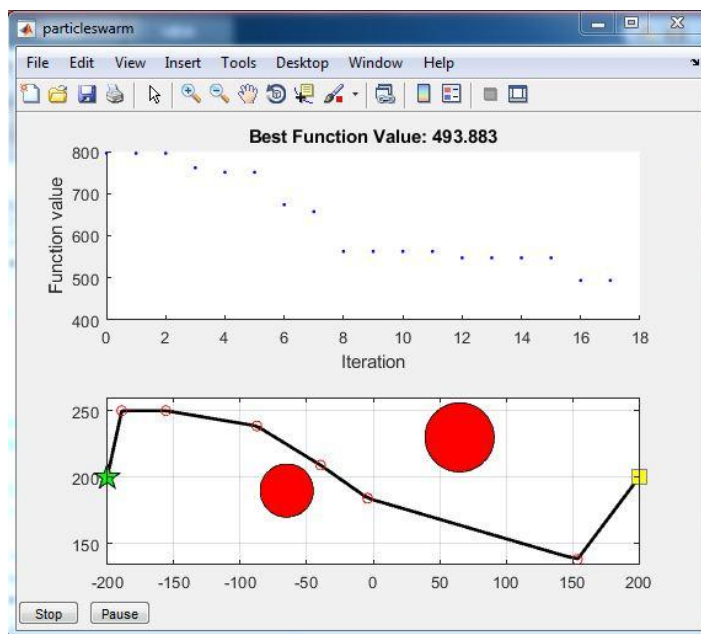 particleswarm
File Edit View Insert Tools Desktop Window Help
Best Function Value: 493.883
800
700
600
500
400
Function value
0 2 4 6 8 10 12 14 16 18
Iteration
250
200
150
-200 -150 -100 -50 0 50 100 150 200
Stop Pause